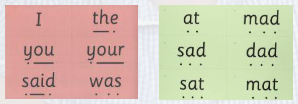 I the
you your
said was
at mad
sad dad
sat mat